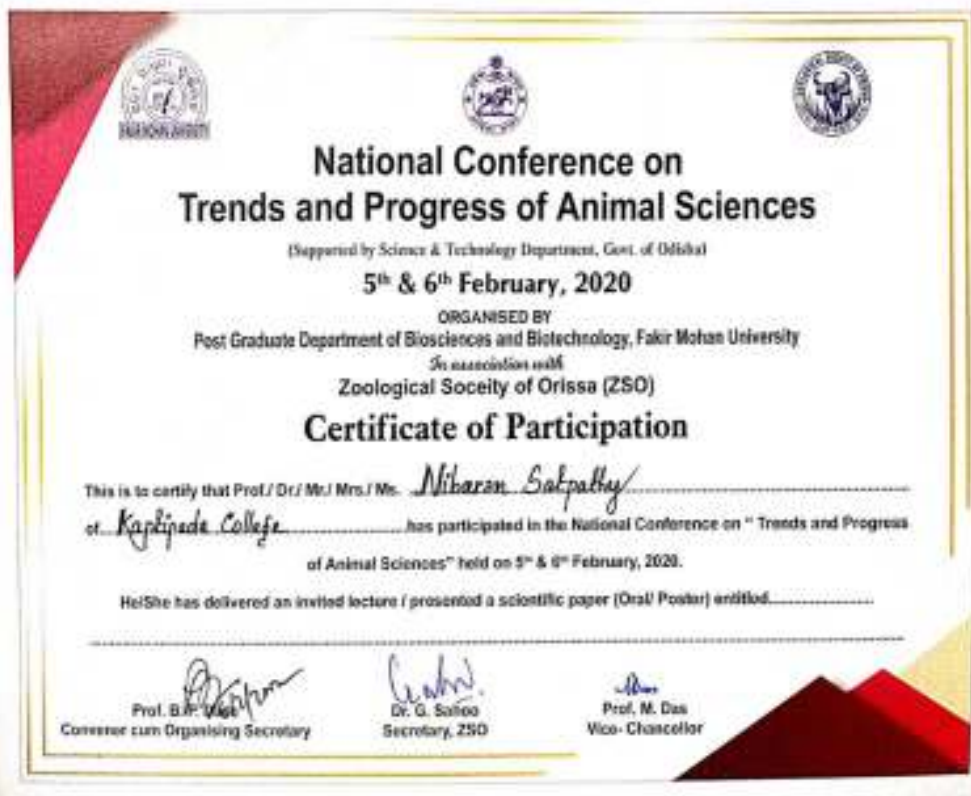 FAKIR MOHAN UNIVERSITY
National Conference on
Trends and Progress of Animal Sciences
(Supported by Science & Technology Department, Govt. of Odisha)
5th & 6th February, 2020
ORGANISED BY
Post Graduate Department of Biosciences and Biotechnology, Fakir Mohan University
In association with
Zoological Soceity of Orissa (ZSO)
Certificate of Participation
This is to certify that Prof./ Dr./ Mr./ Mrs./ Ms. Nibaran Satpathy
of Kaptipada College has participated in the National Conference on " Trends and Progress
of Animal Sciences" held on 5th & 6th February, 2020.
He/She has delivered an invited lecture / presented a scientific paper (Oral/ Poster) entitled
Prof. B.P.
Convenor cum Organising Secretary
Dr. G. Sahoo
Secretary, ZSO
Prof. M. Das
Vice- Chancellor